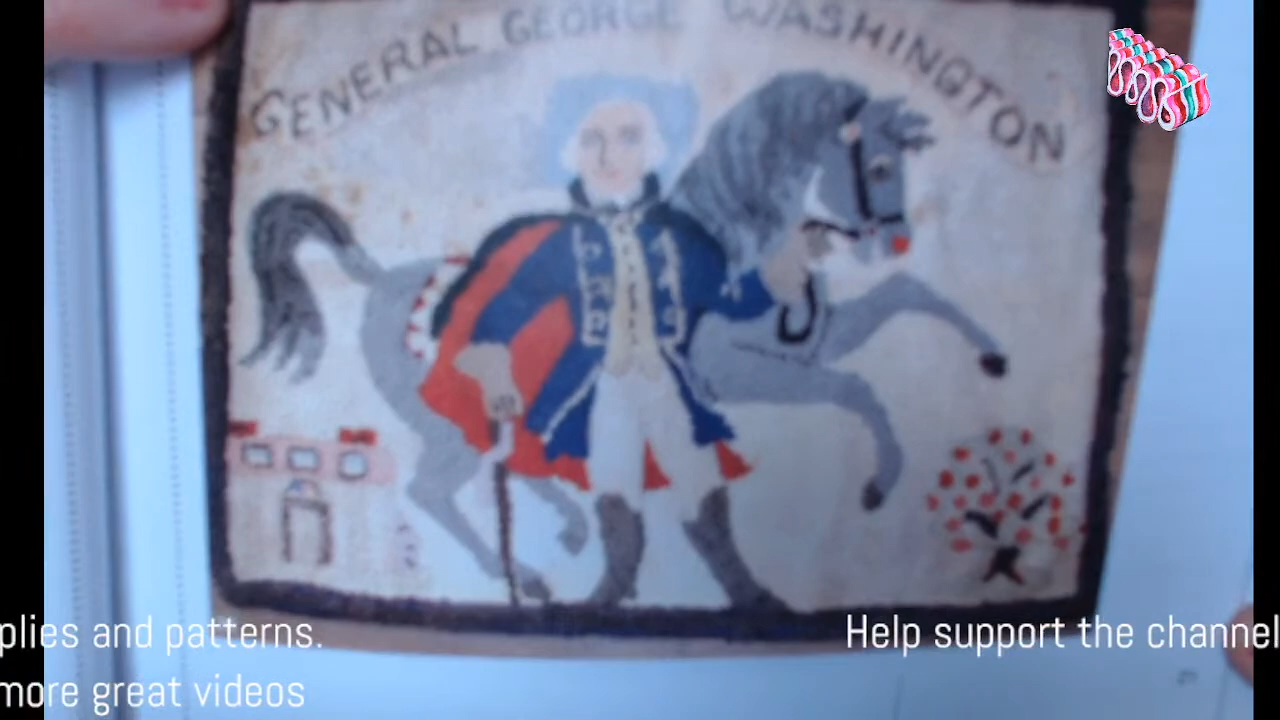 GENERAL GEORGE WASHINGTON
plies and patterns. Help support the channel
more great videos